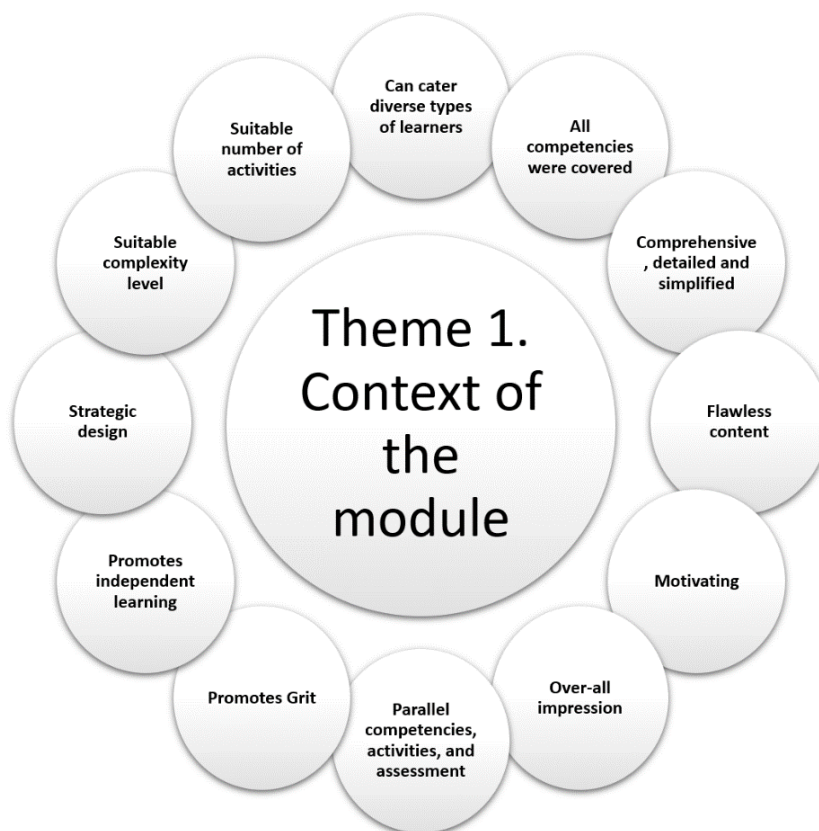 Can cater
diverse types
of learners
All
competencies
were covered
Comprehensive
, detailed and
simplified
Flawless
content
Motivating
Over-all
impression
Parallel
competencies,
activities, and
assessment
Promotes Grit
Promotes
independent
learning
Strategic
design
Suitable
complexity
level
Suitable
number of
activities
Theme 1.
Context of
the
module